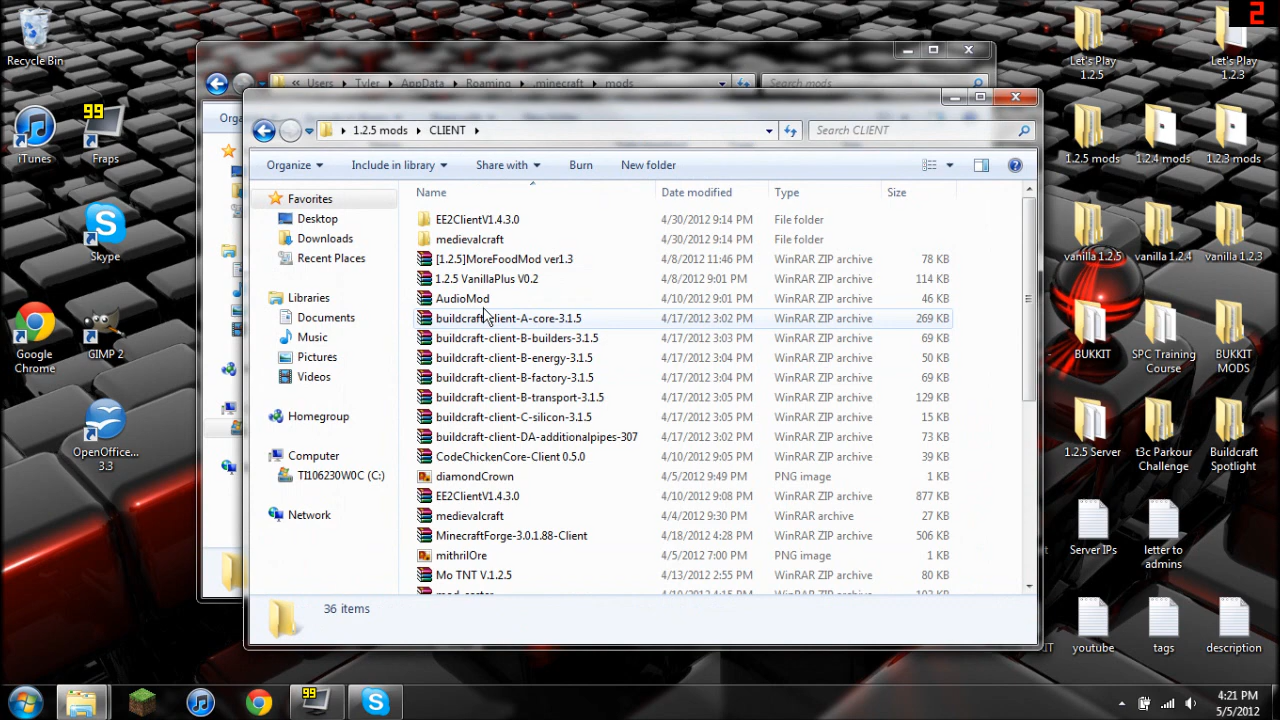 2
Recycle Bin
Let's Play 1.2.5
Let's Play 1.2.3
« Users ▸ Tyler ▸ AppData ▸ Roaming ▸ .minecraft ▸ mods
Search mods
99
iTunes
Fraps
1.2.5 mods
1.2.4 mods
1.2.3 mods
Orga
1.2.5 mods ▸ CLIENT ▸
Search CLIENT
Organize
Include in library
Share with
Burn
New folder
Name
Date modified
Type
Size
Favorites
Desktop
Downloads
Recent Places
Libraries
Documents
Music
Pictures
Videos
Homegroup
Computer
TI106230W0C (C:)
Network
EE2ClientV1.4.3.0 4/30/2012 9:14 PM File folder
medievalcraft 4/30/2012 9:14 PM File folder
[1.2.5]MoreFoodMod ver1.3 4/8/2012 11:46 PM WinRAR ZIP archive 78 KB
1.2.5 VanillaPlus V0.2 4/8/2012 9:01 PM WinRAR ZIP archive 114 KB
AudioMod 4/10/2012 9:01 PM WinRAR ZIP archive 46 KB
buildcraft-client-A-core-3.1.5 4/17/2012 3:02 PM WinRAR ZIP archive 269 KB
buildcraft-client-B-builders-3.1.5 4/17/2012 3:03 PM WinRAR ZIP archive 69 KB
buildcraft-client-B-energy-3.1.5 4/17/2012 3:04 PM WinRAR ZIP archive 50 KB
buildcraft-client-B-factory-3.1.5 4/17/2012 3:04 PM WinRAR ZIP archive 69 KB
buildcraft-client-B-transport-3.1.5 4/17/2012 3:05 PM WinRAR ZIP archive 129 KB
buildcraft-client-C-silicon-3.1.5 4/17/2012 3:05 PM WinRAR ZIP archive 15 KB
buildcraft-client-DA-additionalpipes-307 4/17/2012 3:02 PM WinRAR ZIP archive 73 KB
CodeChickenCore-Client 0.5.0 4/10/2012 9:05 PM WinRAR ZIP archive 39 KB
diamondCrown 4/5/2012 9:49 PM PNG image 1 KB
EE2ClientV1.4.3.0 4/10/2012 9:08 PM WinRAR ZIP archive 877 KB
medievalcraft 4/4/2012 9:30 PM WinRAR archive 27 KB
MinecraftForge-3.0.1.88-Client 4/18/2012 4:28 PM WinRAR ZIP archive 506 KB
mithrilOre 4/5/2012 7:00 PM PNG image 1 KB
Mo TNT V.1.2.5 4/13/2012 2:55 PM WinRAR ZIP archive 80 KB
36 items
Skype
vanilla 1.2.5
vanilla 1.2.4
vanilla 1.2.3
Google Chrome
GIMP 2
BUKKIT
SPC Training Course
BUKKIT MODS
OpenOffice.... 3.3
1.2.5 Server
t3c Parkour Challenge
Buildcraft Spotlight
Server IPs
letter to admins
IT
youtube
tags
description
99
4:21 PM
5/5/2012